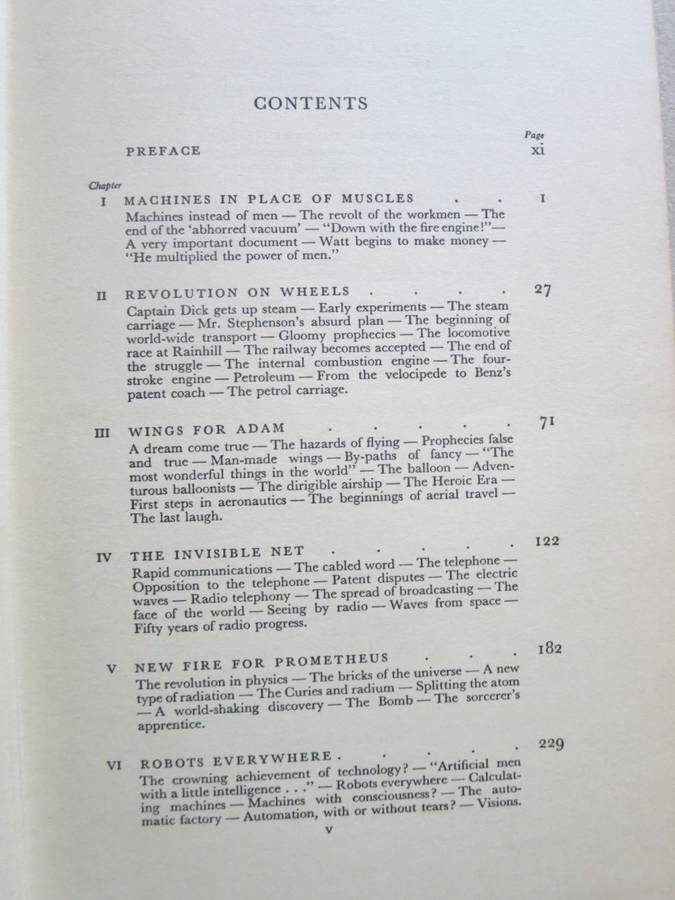 CONTENTS
Page
PREFACE xi
Chapter
I MACHINES IN PLACE OF MUSCLES . . 1
Machines instead of men — The revolt of the workmen — The
end of the ‘abhorred vacuum’ — “Down with the fire engine!” —
A very important document — Watt begins to make money —
“He multiplied the power of men.”
II REVOLUTION ON WHEELS . . . . 27
Captain Dick gets up steam — Early experiments — The steam
carriage — Mr. Stephenson’s absurd plan — The beginning of
world-wide transport — Gloomy prophecies — The locomotive
race at Rainhill — The railway becomes accepted — The end of
the struggle — The internal combustion engine — The four-
stroke engine — Petroleum — From the velocipede to Benz’s
patent coach — The petrol carriage.
III WINGS FOR ADAM . . . . . 71
A dream come true — The hazards of flying — Prophecies false
and true — Man-made wings — By-paths of fancy — “The
most wonderful things in the world” — The balloon — Adven-
turous balloonists — The dirigible airship — The Heroic Era —
First steps in aeronautics — The beginnings of aerial travel —
The last laugh.
IV THE INVISIBLE NET . . . . . 122
Rapid communications — The cabled word — The telephone —
Opposition to the telephone — Patent disputes — The electric
waves — Radio telephony — The spread of broadcasting — The
face of the world — Seeing by radio — Waves from space —
Fifty years of radio progress.
V NEW FIRE FOR PROMETHEUS . . . 182
The revolution in physics — The bricks of the universe — A new
type of radiation — The Curies and radium — Splitting the atom
— A world-shaking discovery — The Bomb — The sorcerer’s
apprentice.
VI ROBOTS EVERYWHERE . . . . . 229
The crowning achievement of technology? — “Artificial men
with a little intelligence . . .” — Robots everywhere — Calculat-
ing machines — Machines with consciousness? — The auto-
matic factory — Automation, with or without tears? — Visions.
v